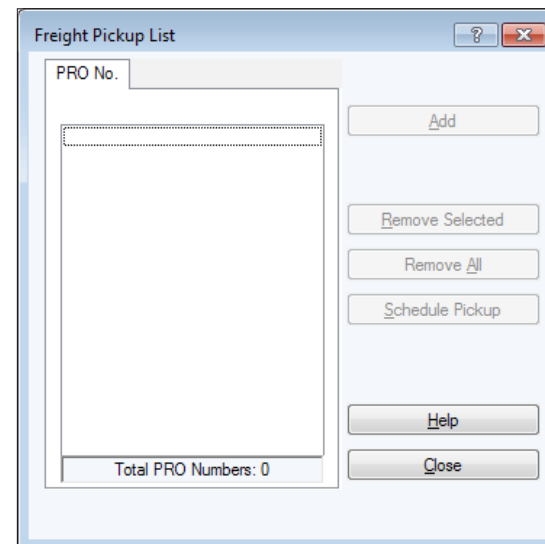 Freight Pickup List
PRO No.
Add
Remove Selected
Remove All
Schedule Pickup
Help
Total PRO Numbers: 0
Close